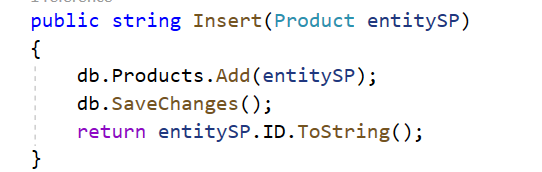 public string Insert(Product entitySP)
{
db.Products.Add(entitySP);
db.SaveChanges();
return entitySP.ID.ToString();
}